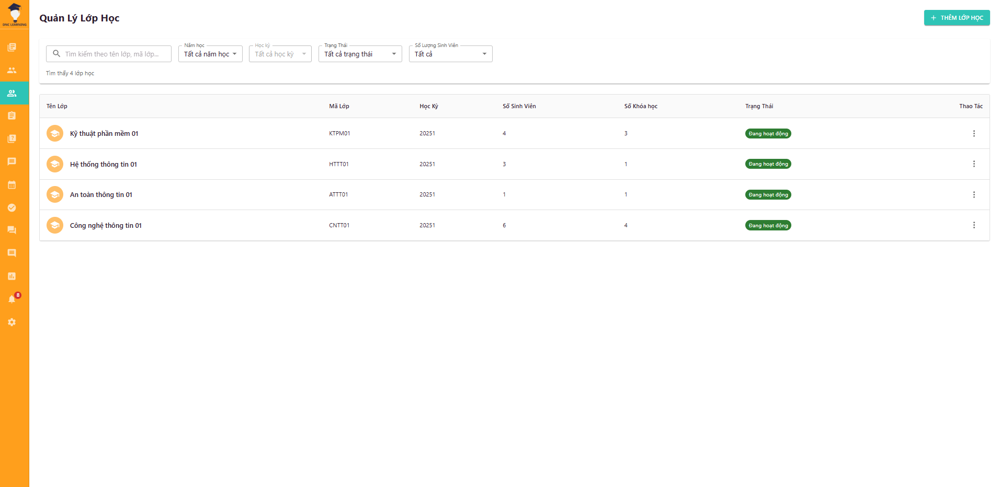 DNC LEARNING
Quản Lý Lớp Học
THÊM LỚP HỌC
Tìm kiếm theo tên lớp, mã lớp...
Năm học
Tất cả năm học
Học kỳ
Tất cả học kỳ
Trạng Thái
Tất cả trạng thái
Số Lượng Sinh Viên
Tất cả
Tìm thấy 4 lớp học
Tên Lớp Mã Lớp Học Kỳ Số Sinh Viên Số Khóa học Trạng Thái Thao Tác
Kỹ thuật phần mềm 01 KTPM01 20251 4 3 Đang hoạt động
Hệ thống thông tin 01 HTTT01 20251 3 1 Đang hoạt động
An toàn thông tin 01 ATTT01 20251 1 1 Đang hoạt động
Công nghệ thông tin 01 CNTT01 20251 6 4 Đang hoạt động
8